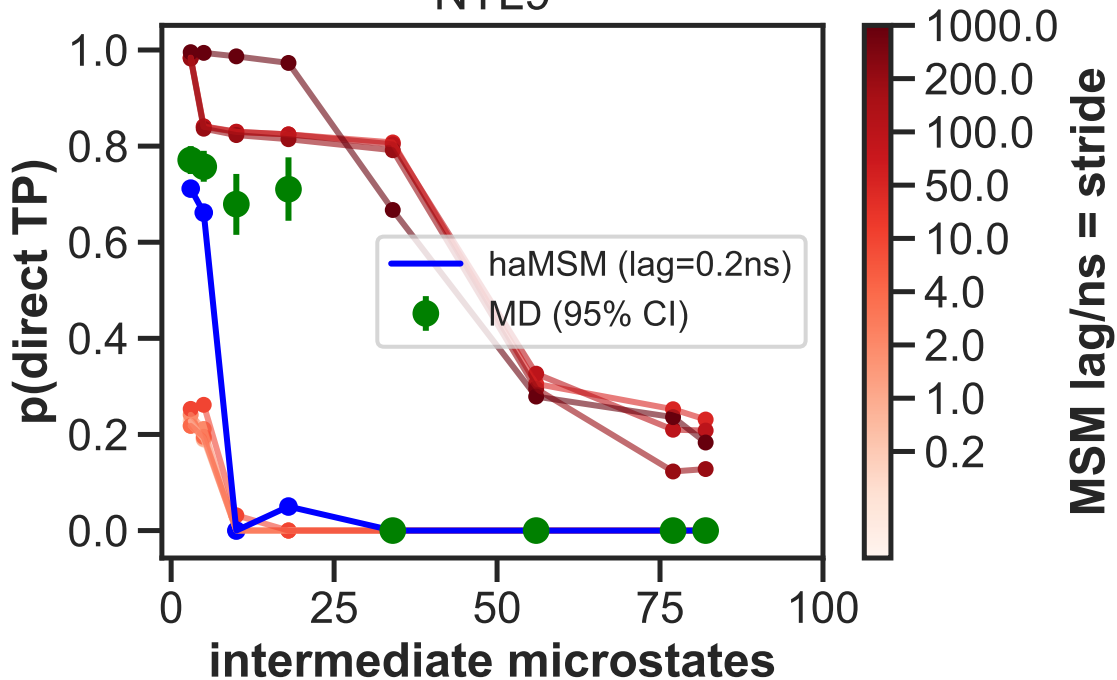 1.0
0.8
0.6
0.4
0.2
0.0
p(direct TP)
haMSM (lag=0.2ns)
MD (95% CI)
0 25 50 75 100
intermediate microstates
1000.0
200.0
100.0
50.0
10.0
4.0
2.0
1.0
0.2
MSM lag/ns = stride